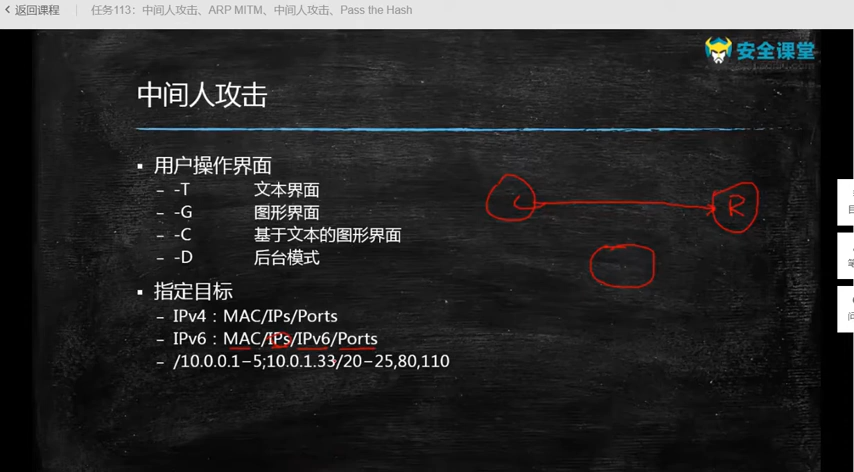 返回课程 任务113：中间人攻击、ARP MITM、中间人攻击、Pass the Hash
安全课堂
中间人攻击
▪ 用户操作界面
– -T 文本界面
– -G 图形界面
– -C 基于文本的图形界面
– -D 后台模式
C R
▪ 指定目标
– IPv4：MAC/IPs/Ports
– IPv6：MAC/IPs/IPv6/Ports
– /10.0.0.1-5;10.0.1.33/20-25,80,110